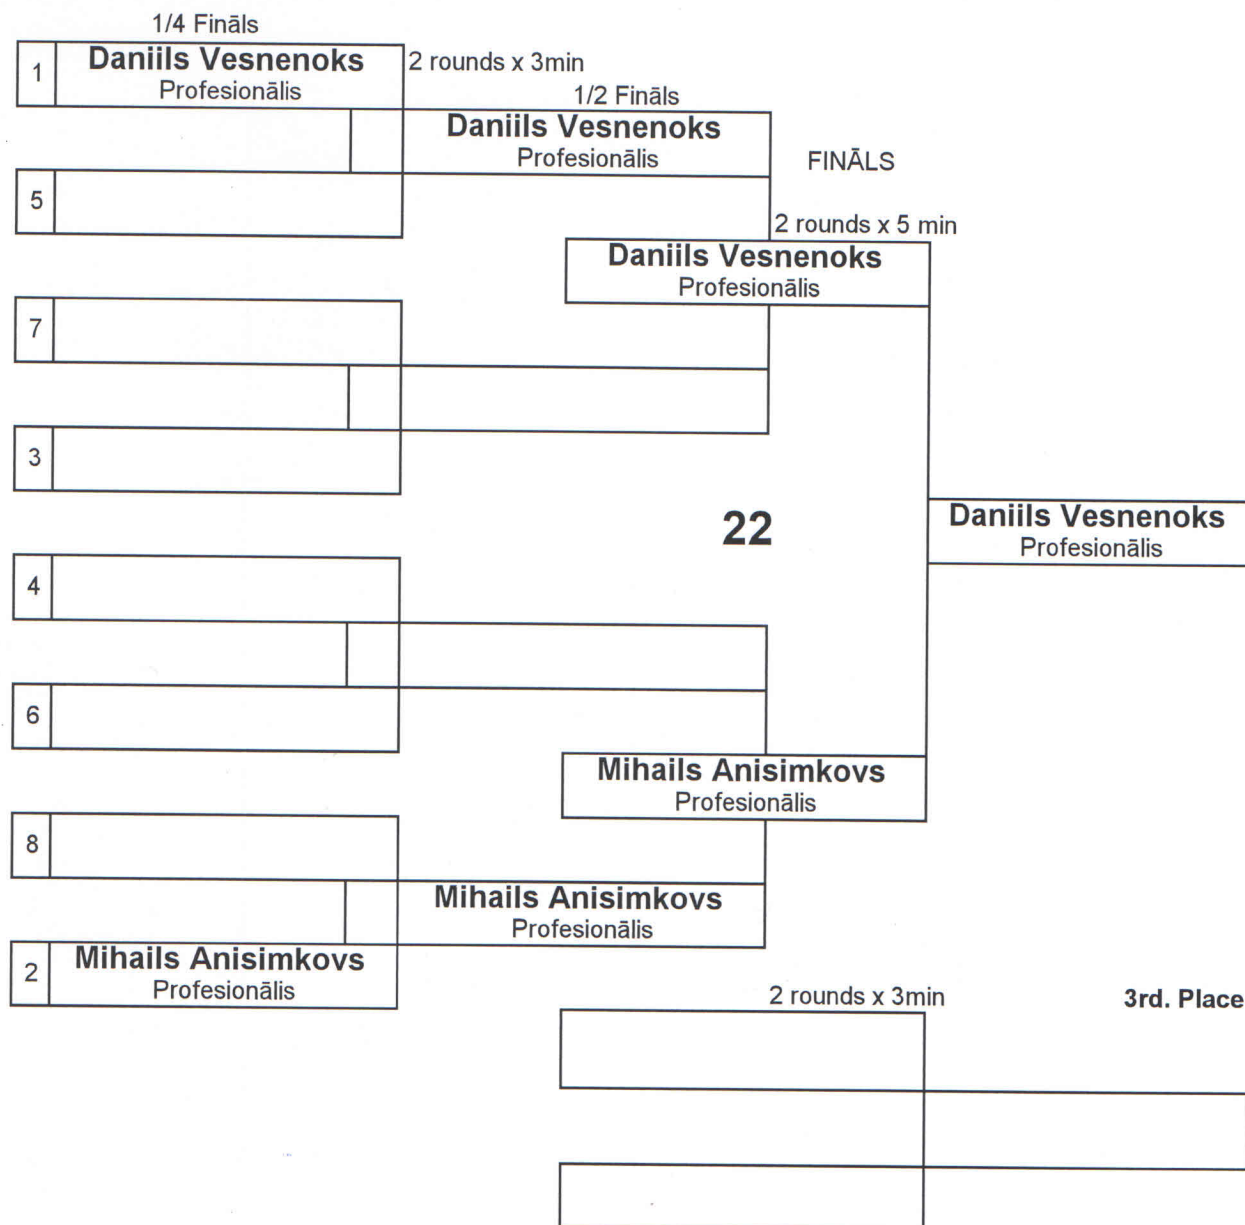 1/4 Fināls
1
Daniils Vesnenoks
Profesionālis
2 rounds x 3min
1/2 Fināls
Daniils Vesnenoks
Profesionālis
FINĀLS
5
2 rounds x 5 min
Daniils Vesnenoks
Profesionālis
7
3
22
Daniils Vesnenoks
Profesionālis
4
6
Mihails Anisimkovs
Profesionālis
8
Mihails Anisimkovs
Profesionālis
2
Mihails Anisimkovs
Profesionālis
2 rounds x 3min
3rd. Place